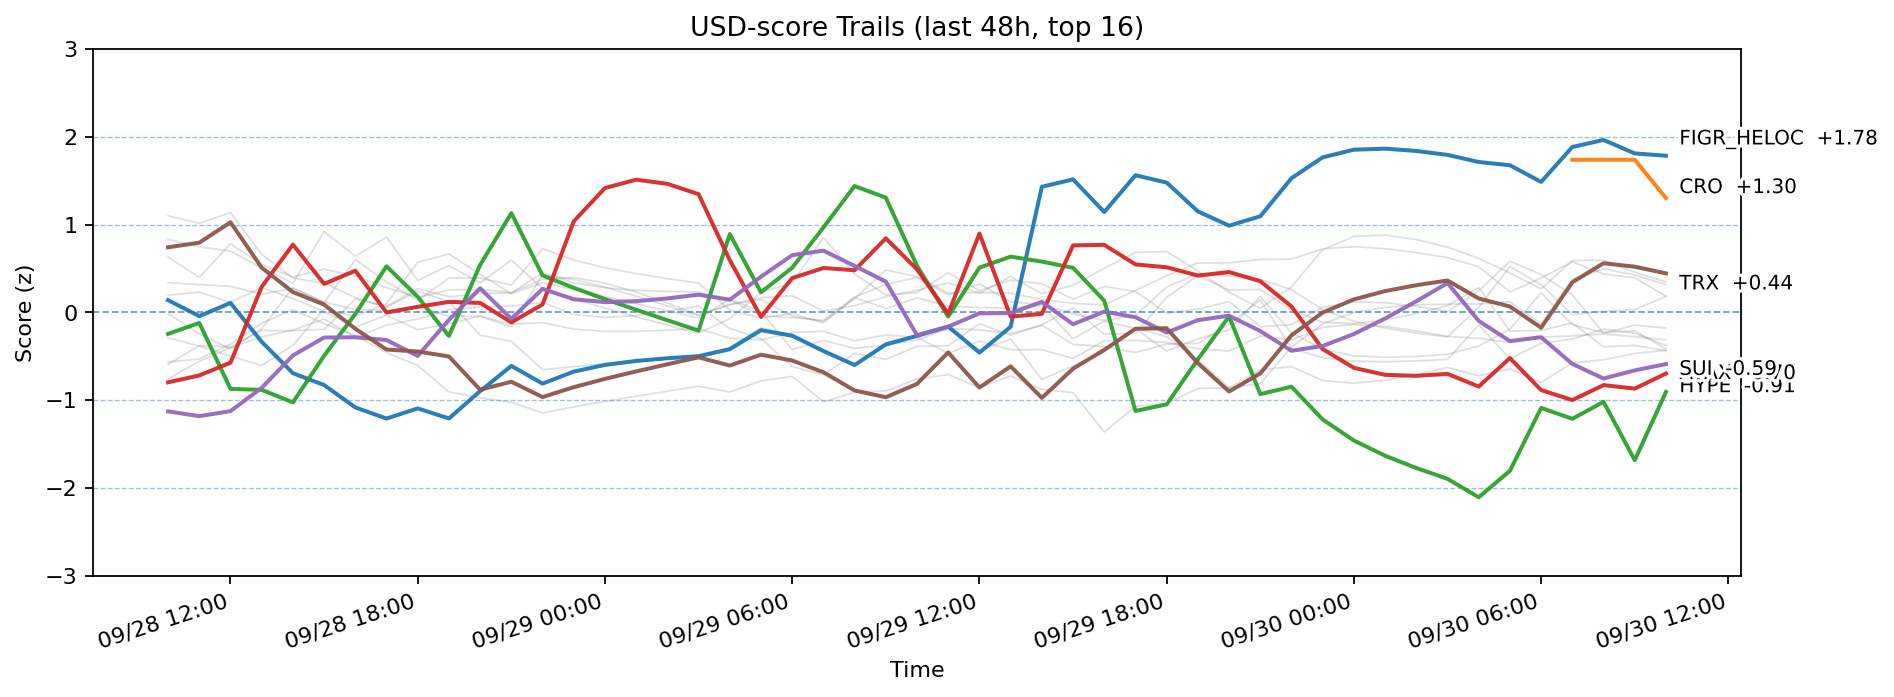 USD-score Trails (last 48h, top 16)
3
2
1
0
−1
−2
−3
Score (z)
FIGR_HELOC +1.78
CRO +1.30
TRX +0.44
SUI -0.59
HYPE -0.91
09/28 12:00
09/28 18:00
09/29 00:00
09/29 06:00
09/29 12:00
09/29 18:00
09/30 00:00
09/30 06:00
09/30 12:00
Time